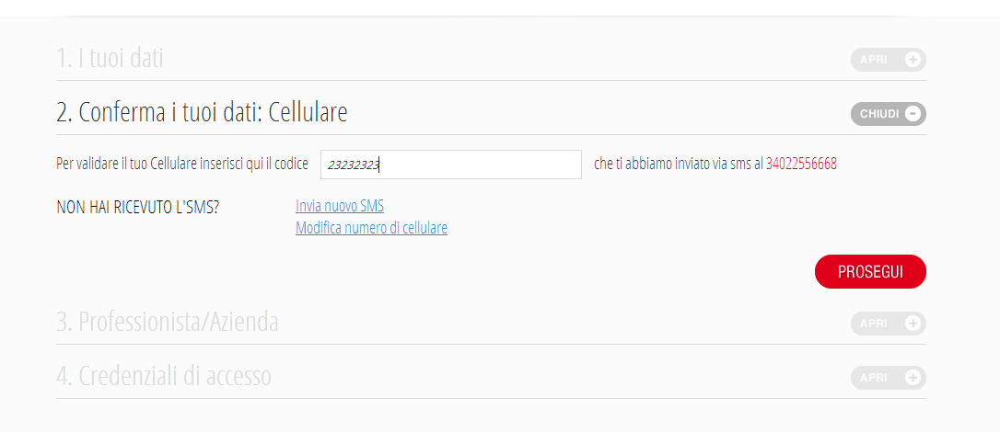 1. I tuoi dati
APRI
2. Conferma i tuoi dati: Cellulare
CHIUDI
Per validare il tuo Cellulare inserisci qui il codice 23232323 che ti abbiamo inviato via sms al 34022556668
NON HAI RICEVUTO L'SMS? Invia nuovo SMS
Modifica numero di cellulare
PROSEGUI
3. Professionista/Azienda
APRI
4. Credenziali di accesso
APRI